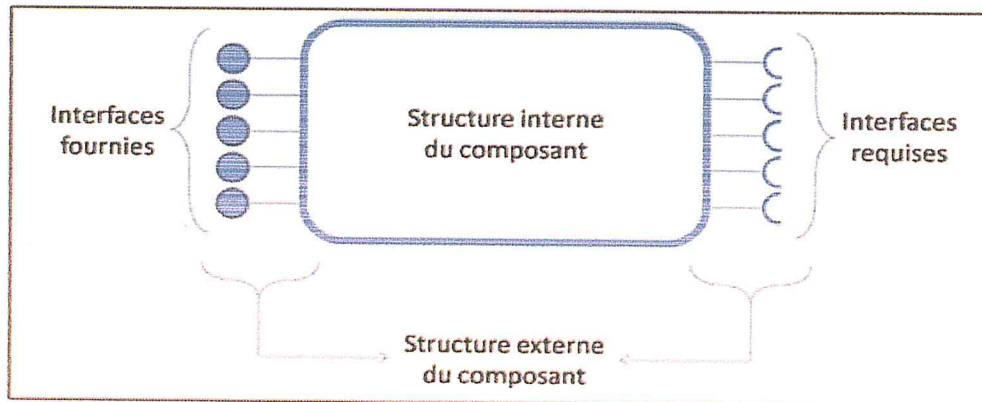 Interfaces
fournies
Structure interne
du composant
Interfaces
requises
Structure externe
du composant